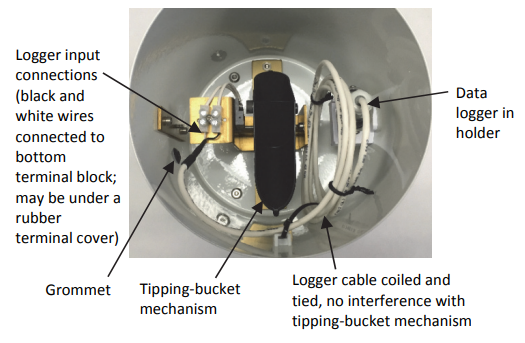 Logger input
connections
(black and
white wires
connected to
bottom
terminal block;
may be under a
rubber
terminal cover)
Data
logger in
holder
Grommet
Tipping-bucket
mechanism
Logger cable coiled and
tied, no interference with
tipping-bucket mechanism